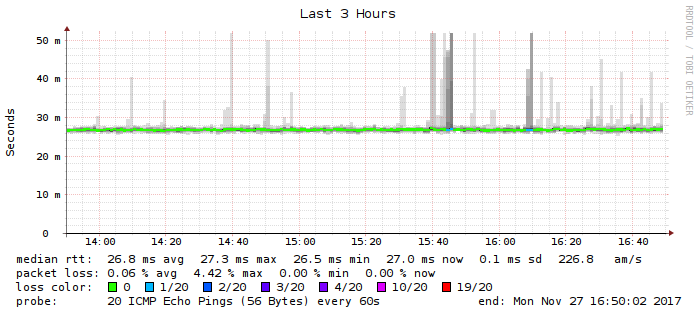 Last 3 Hours
RRDTOOL / TOBI OETIKER
Seconds
50 m
40 m
30 m
20 m
10 m
0
14:00 14:20 14:40 15:00 15:20 15:40 16:00 16:20 16:40
median rtt: 26.8 ms avg 27.3 ms max 26.5 ms min 27.0 ms now 0.1 ms sd 226.8 am/s
packet loss: 0.06 % avg 4.42 % max 0.00 % min 0.00 % now
loss color: 0 1/20 2/20 3/20 4/20 10/20 19/20
probe: 20 ICMP Echo Pings (56 Bytes) every 60s end: Mon Nov 27 16:50:02 2017